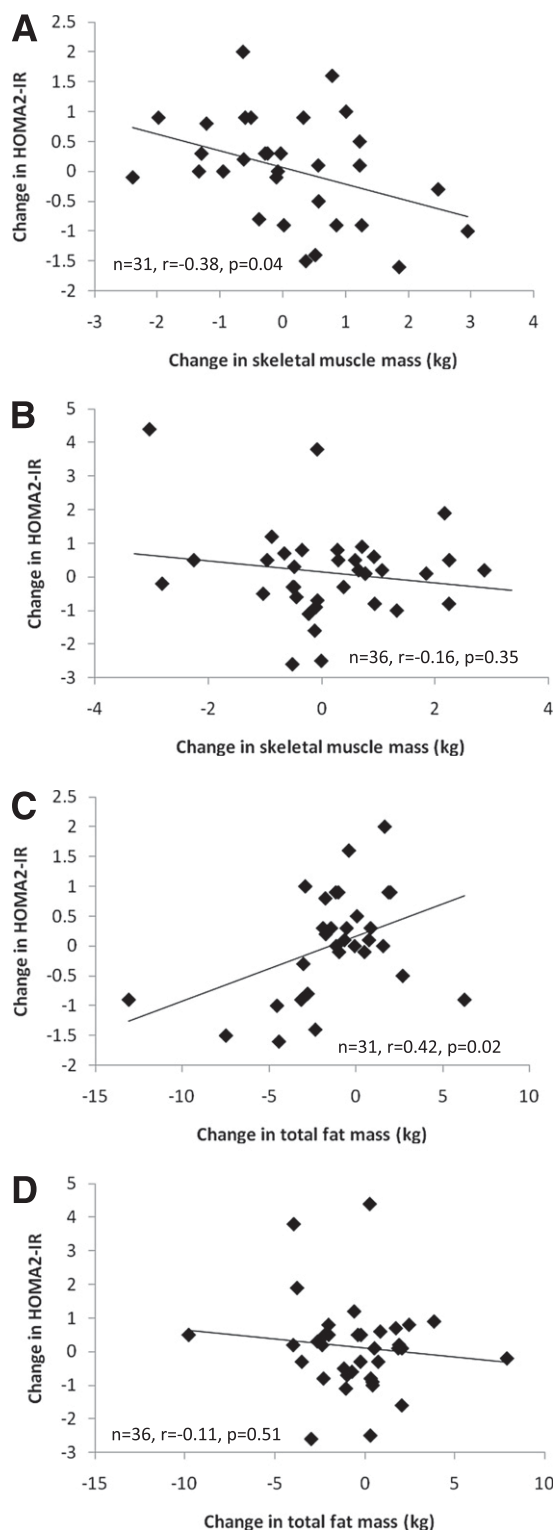 A
2.5
2
1.5
1
0.5
0
-0.5
-1
-1.5
-2
Change in HOMA2-IR
n=31, r=-0.38, p=0.04
-3 -2 -1 0 1 2 3 4
Change in skeletal muscle mass (kg)
B
5
4
3
2
1
0
-1
-2
-3
Change in HOMA2-IR
n=36, r=-0.16, p=0.35
-4 -2 0 2 4
Change in skeletal muscle mass (kg)
C
2.5
2
1.5
1
0.5
0
-0.5
-1
-1.5
-2
Change in HOMA2-IR
n=31, r=0.42, p=0.02
-15 -10 -5 0 5 10
Change in total fat mass (kg)
D
5
4
3
2
1
0
-1
-2
-3
Change in HOMA2-IR
n=36, r=-0.11, p=0.51
-15 -10 -5 0 5 10
Change in total fat mass (kg)